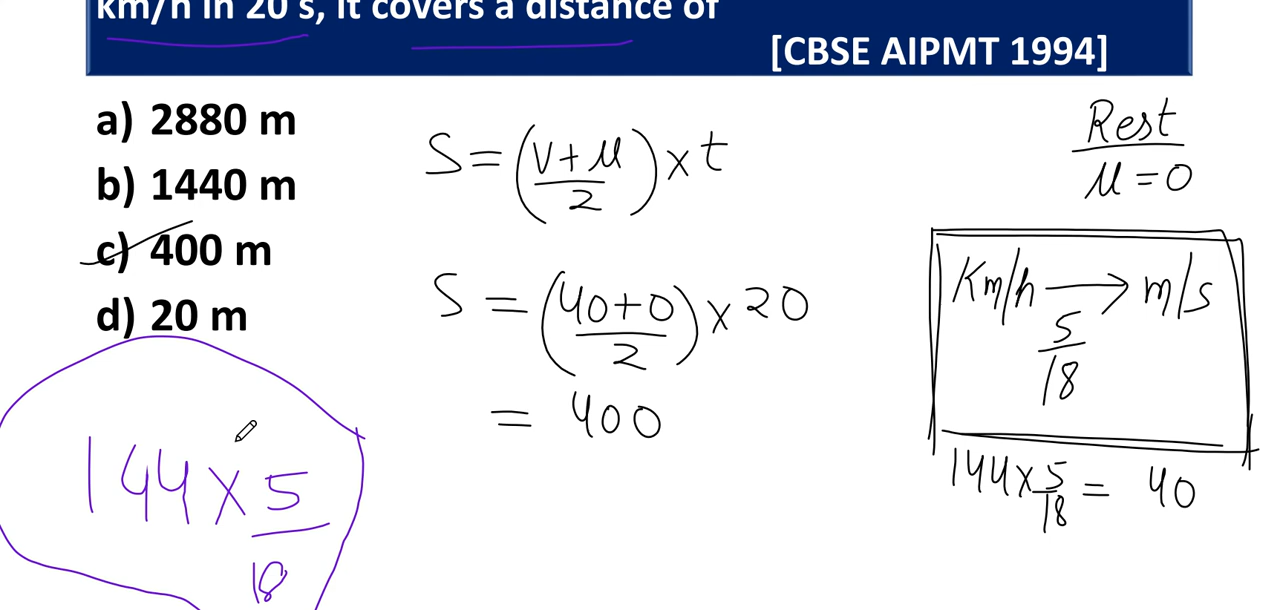 km/h in 20 s, it covers a distance of
[CBSE AIPMT 1994]
a) 2880 m
b) 1440 m
c) 400 m
d) 20 m
S = (v+μ/2) × t
S = (40+0/2) × 20
= 400
Rest
μ = 0
Km/h → m/s
5/18
144 × 5/18 = 40
144 × 5/18